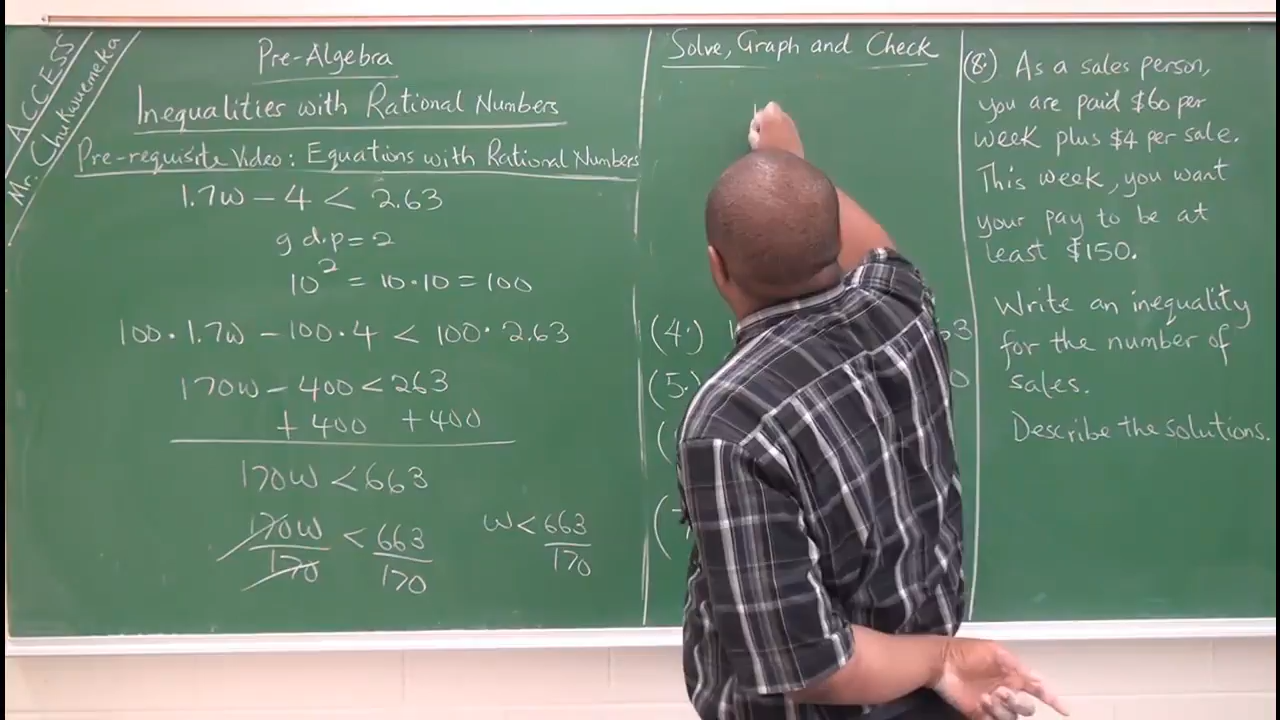 ACCESS
Mr. Chukwuemeka
Pre-Algebra
Inequalities with Rational Numbers
Pre-requisite Video: Equations with Rational Numbers
1.7w - 4 < 2.63
g d.p = 2
10² = 10·10 = 100
100·1.7w - 100·4 < 100·2.63
170w - 400 < 263
+ 400 + 400
170w < 663
170w/170 < 663/170
w < 663/170
Solve, Graph and Check
(4.)
63
(5.)
0
(8.) As a sales person,
you are paid $60 per
week plus $4 per sale.
This week, you want
your pay to be at
least $150.
Write an inequality
for the number of
sales.
Describe the solutions.